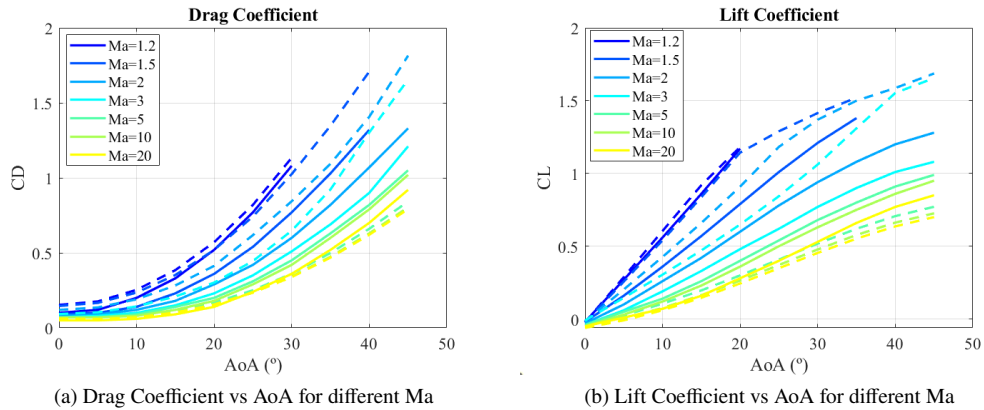 Drag Coefficient
2
1.5
1
0.5
0
CD
Ma=1.2
Ma=1.5
Ma=2
Ma=3
Ma=5
Ma=10
Ma=20
0 10 20 30 40 50
AoA (º)
(a) Drag Coefficient vs AoA for different Ma
Lift Coefficient
2
1.5
1
0.5
0
CL
Ma=1.2
Ma=1.5
Ma=2
Ma=3
Ma=5
Ma=10
Ma=20
0 10 20 30 40 50
AoA (º)
(b) Lift Coefficient vs AoA for different Ma